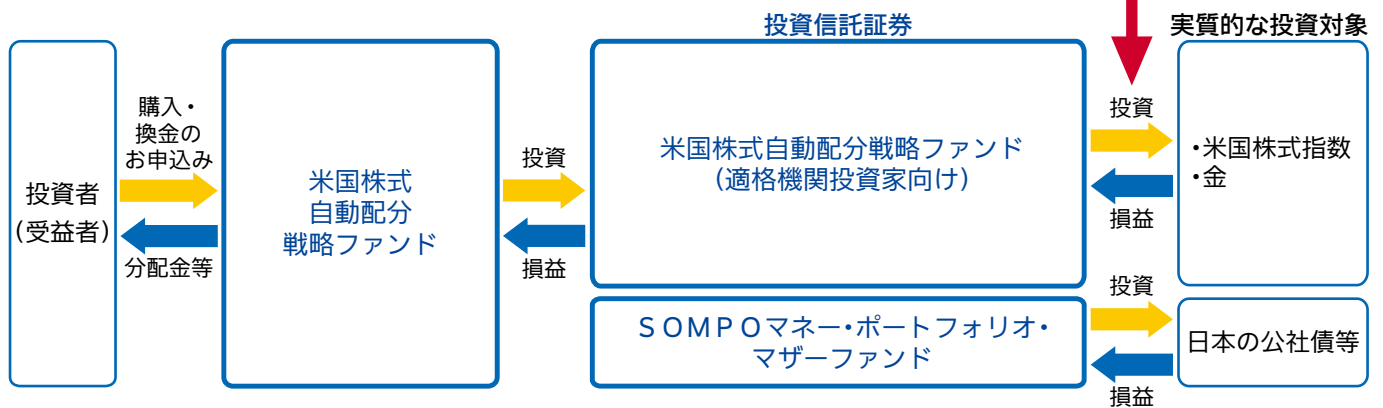 投資信託証券
実質的な投資対象
投資者
(受益者)
購入・
換金の
お申込み
分配金等
米国株式
自動配分
戦略ファンド
投資
損益
米国株式自動配分戦略ファンド
(適格機関投資家向け)
投資
損益
・米国株式指数
・金
ＳＯＭＰＯマネー・ポートフォリオ・
マザーファンド
投資
損益
日本の公社債等